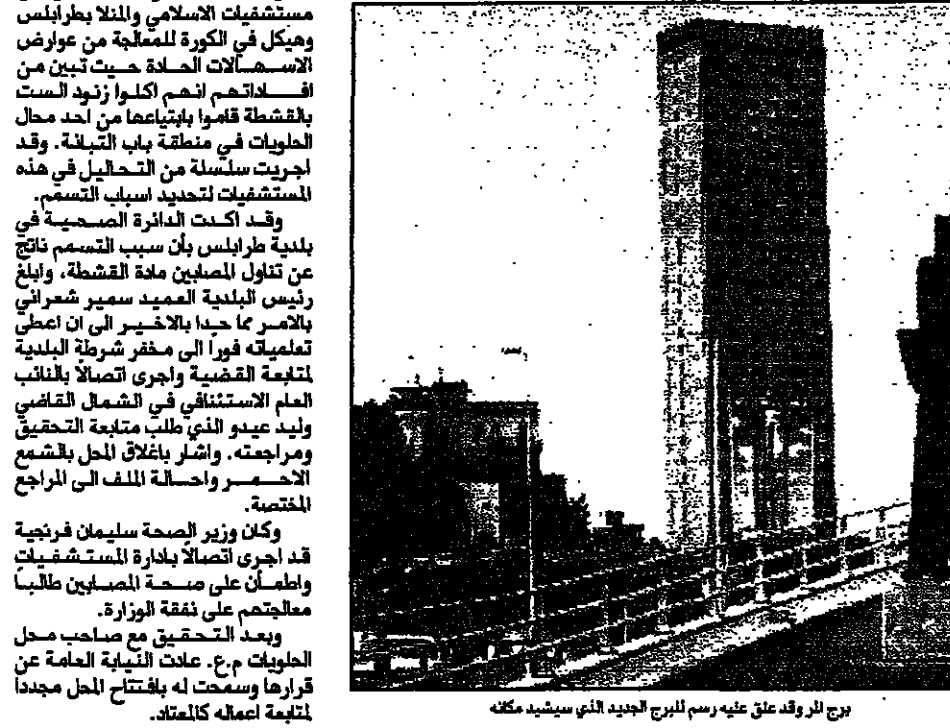 مستشفيات الاسلامي والمنلا بطرابلس
وهيكل في الكورة للمعالجة من عوارض
الاسهالات الحادة حيث تبين من
افاداتهم انهم اكلوا زنود الست
بالقشطة قاموا بابتياعها من احد محال
الحلويات في منطقة باب التبانة. وقد
اجريت سلسلة من التحاليل في هذه
المستشفيات لتحديد اسباب التسمم.
وقد اكدت الدائرة الصحية في
بلدية طرابلس بأن سبب التسمم ناتج
عن تناول المصابين مادة القشطة، وابلغ
رئيس البلدية العميد سمير شعراني
بالامر مما حدا بالاخير الى ان اعطى
تعلمياته فورا الى مخفر شرطة البلدية
لمتابعة القضية واجرى اتصالاً بالنائب
العام الاستئنافي في الشمال القاضي
وليد عيدو الذي طلب متابعة التحقيق
ومراجعته. واشار باغلاق المحل بالشمع
الاحمر واحالة الملف الى المراجع
المختصة.
وكان وزير الصحة سليمان فرنجية
قد اجرى اتصالاً بادارة المستشفيات
واطمأن على صحة المصابين طالباً
معالجتهم على نفقة الوزارة.
وبعد التحقيق مع صاحب محل
الحلويات م.ع. عادت النيابة العامة عن
قرارها وسمحت له بافتتاح المحل مجددا
لمتابعة اعماله كالمعتاد.
برج المر وقد علق عليه رسم للبرج الجديد الذي سيشيد مكانه